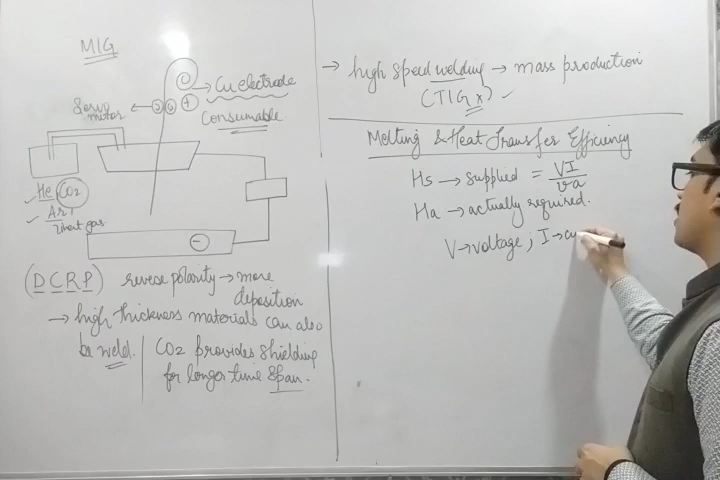 MIG
Cu electrode
Servo motor
+
Consumable
He CO2
Ar
Inert gas
-
(DCRP) reverse polarity → more
deposition
→ high thickness materials can also
be weld.
CO2 provides shielding
for longer time span.
→ high speed welding → mass production
(TIG x) ✓
Melting & Heat Transfer Efficiency
Hs → supplied = VI/va
Ha → actually required.
V → voltage ; I → cu